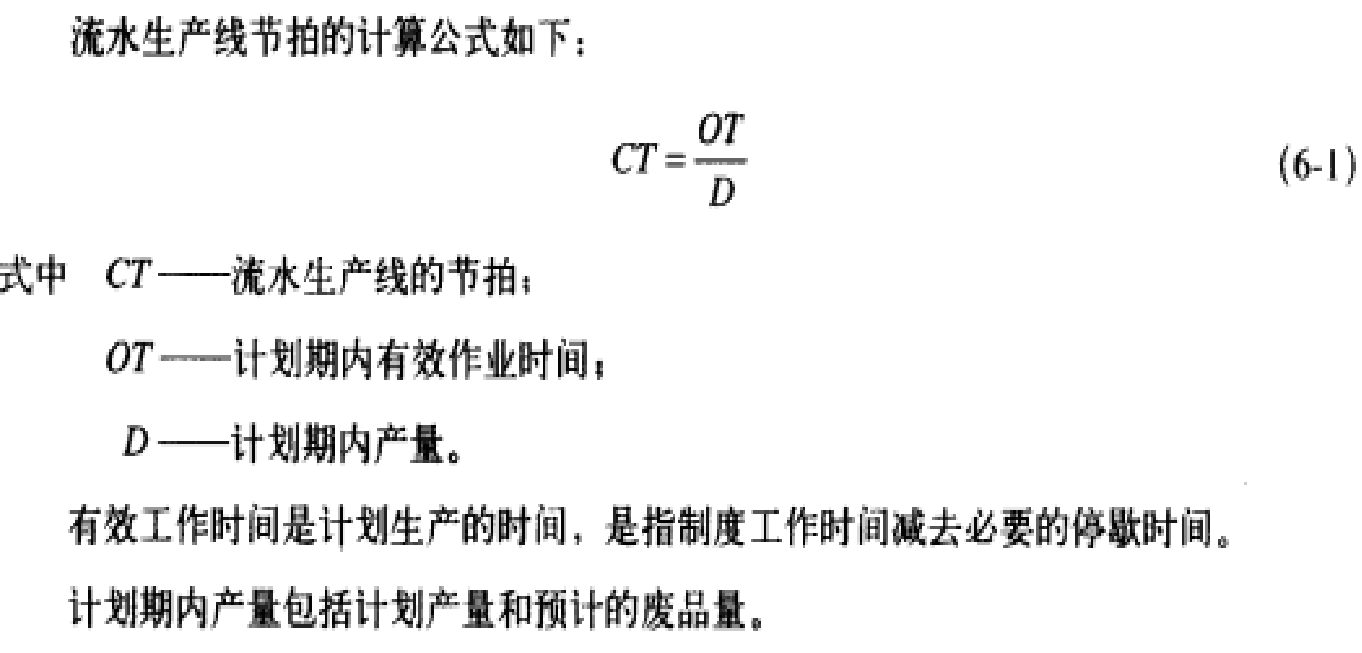 流水生产线节拍的计算公式如下：
CT=OT/D (6-1)
式中 CT——流水生产线的节拍；
OT——计划期内有效作业时间；
D——计划期内产量。
有效工作时间是计划生产的时间，是指制度工作时间减去必要的停歇时间。
计划期内产量包括计划产量和预计的废品量。